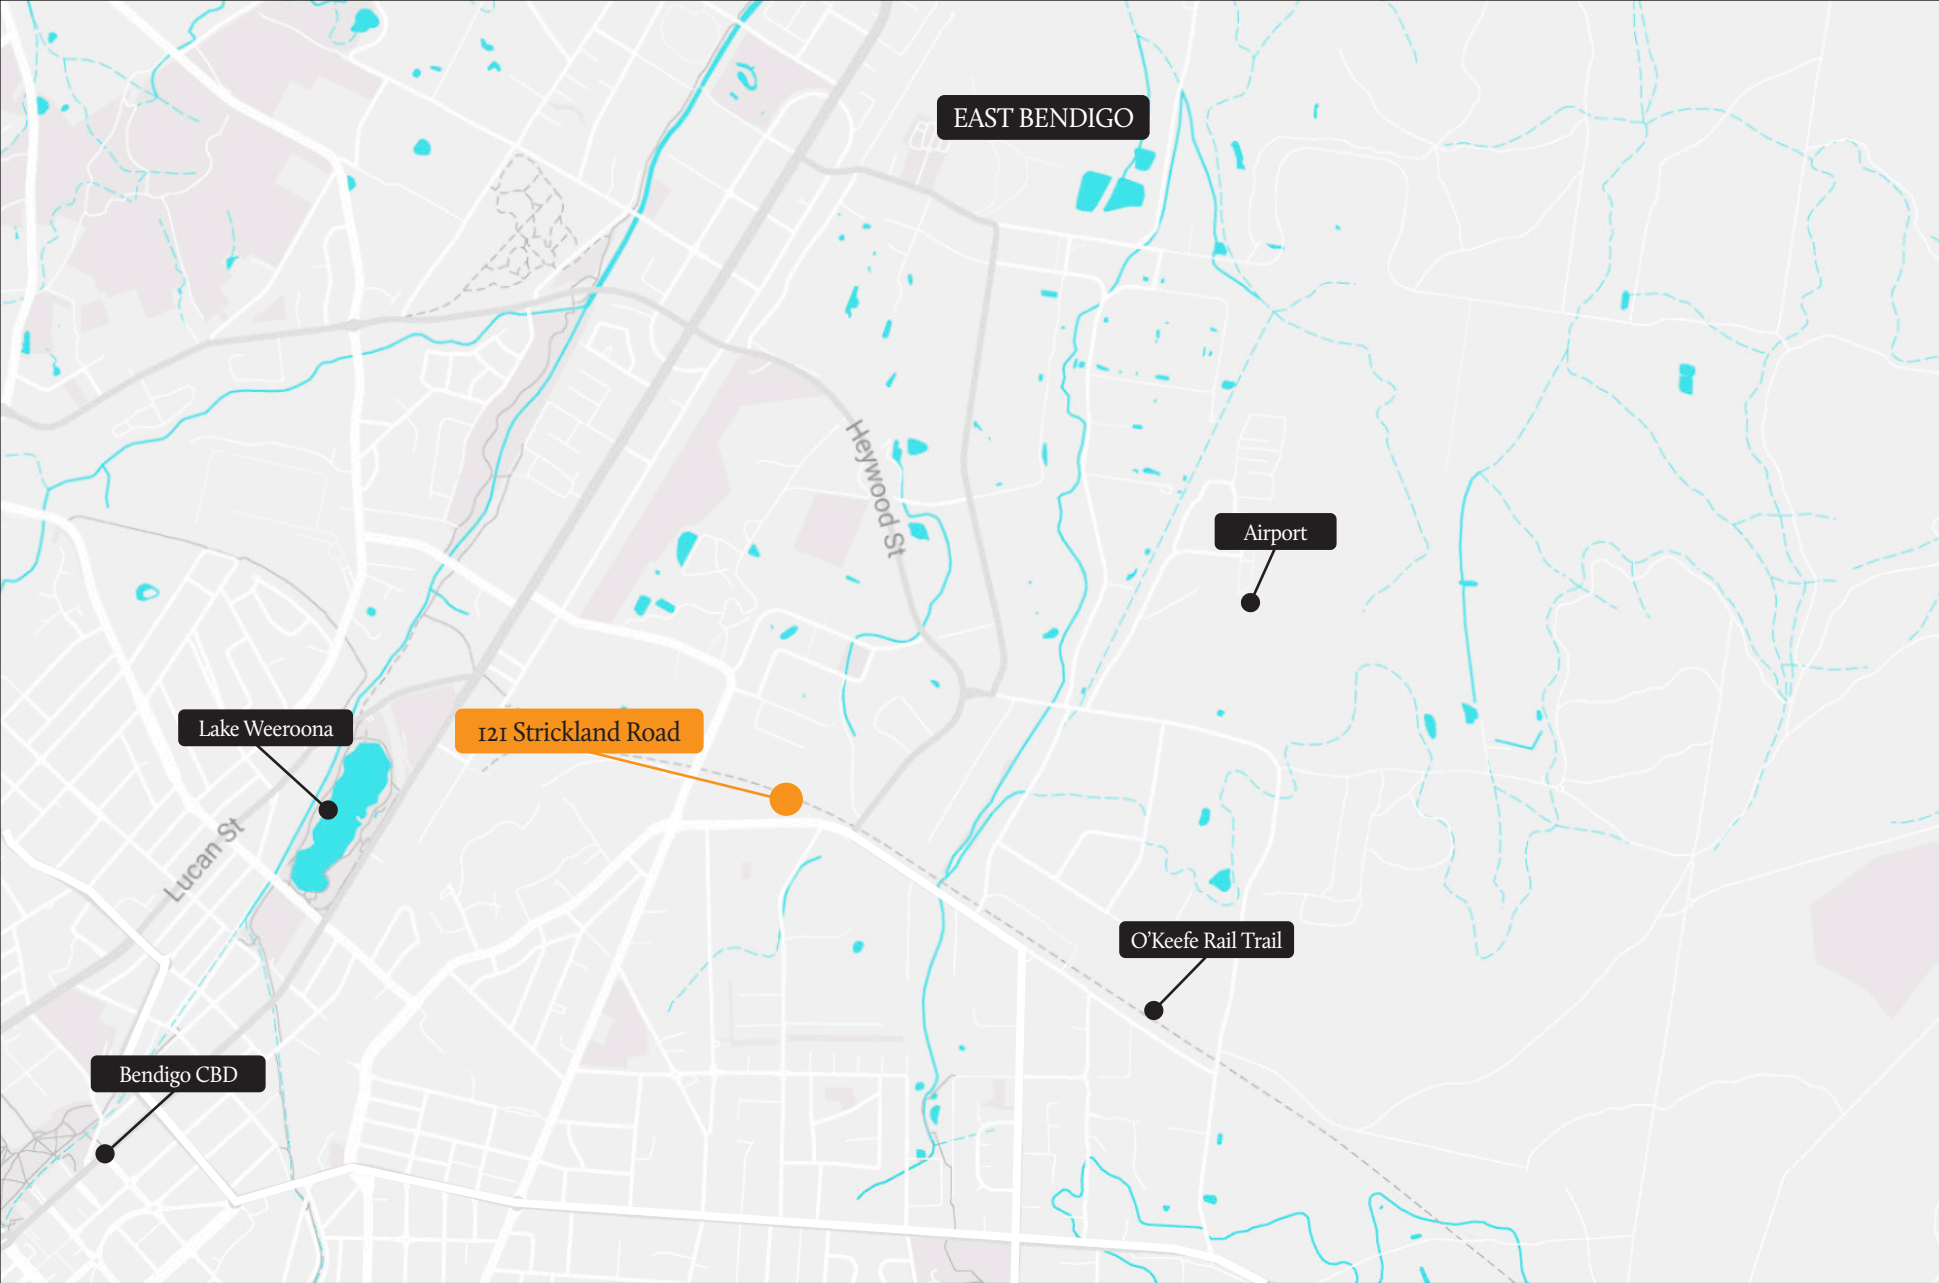 EAST BENDIGO
Heywood St
Airport
Lake Weeroona
121 Strickland Road
Lucan St
O’Keefe Rail Trail
Bendigo CBD